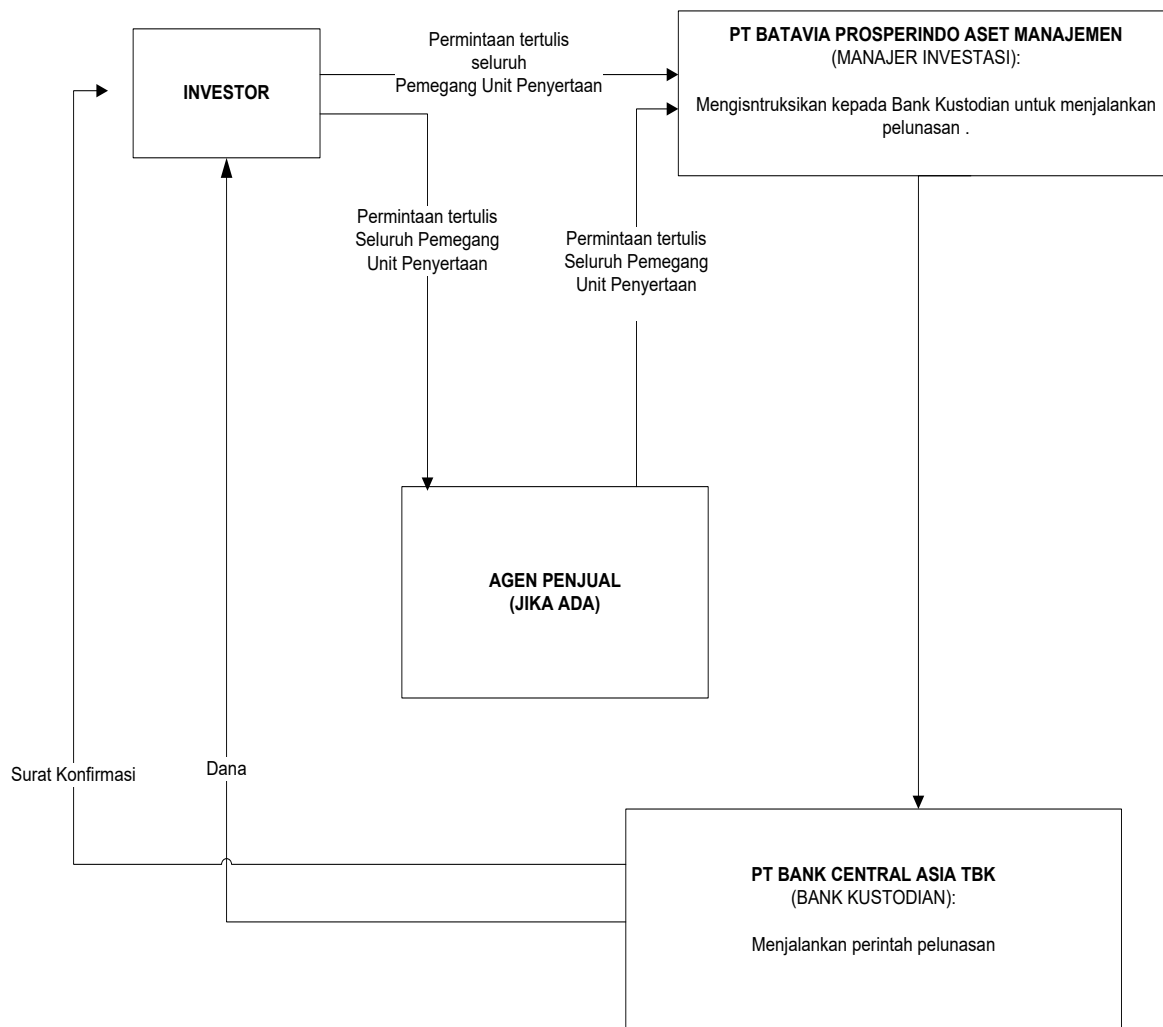 INVESTOR
Permintaan tertulis
seluruh
Pemegang Unit Penyertaan
PT BATAVIA PROSPERINDO ASET MANAJEMEN
(MANAJER INVESTASI):
Mengisntruksikan kepada Bank Kustodian untuk menjalankan
pelunasan .
Permintaan tertulis
Seluruh Pemegang
Unit Penyertaan
Permintaan tertulis
Seluruh Pemegang
Unit Penyertaan
AGEN PENJUAL
(JIKA ADA)
Surat Konfirmasi
Dana
PT BANK CENTRAL ASIA TBK
(BANK KUSTODIAN):
Menjalankan perintah pelunasan